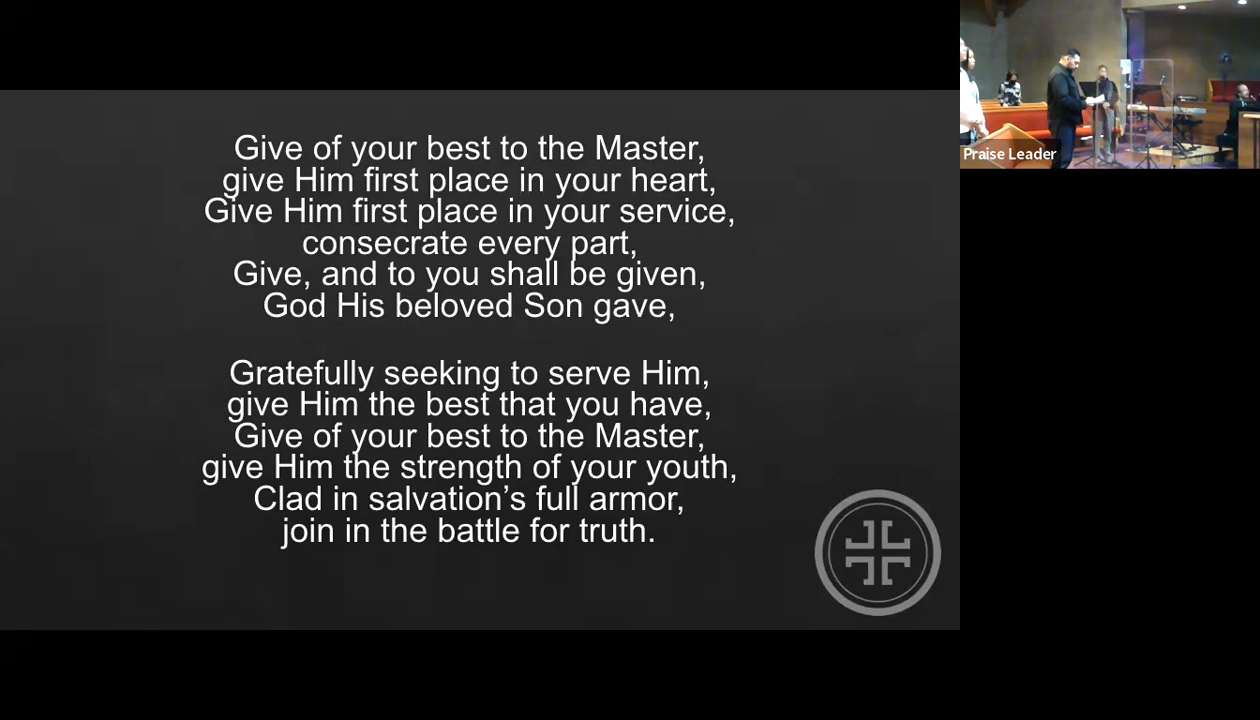 Give of your best to the Master,
give Him first place in your heart,
Give Him first place in your service,
consecrate every part,
Give, and to you shall be given,
God His beloved Son gave,
Gratefully seeking to serve Him,
give Him the best that you have,
Give of your best to the Master,
give Him the strength of your youth,
Clad in salvation’s full armor,
join in the battle for truth.
Praise Leader